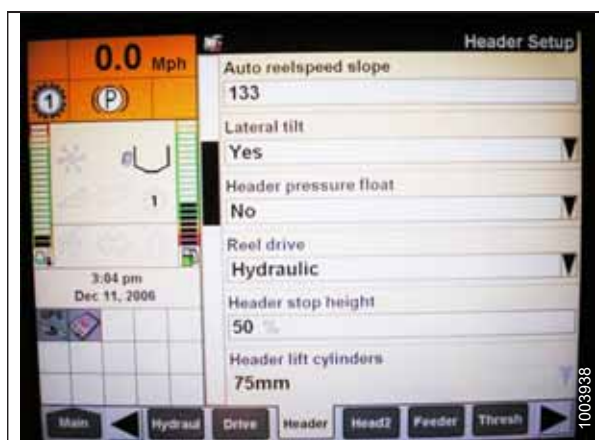 0.0 Mph
1
(P)
1
3:04 pm
Dec 11, 2006
Header Setup
Auto reelspeed slope
133
Lateral tilt
Yes
Header pressure float
No
Reel drive
Hydraulic
Header stop height
50 %
Header lift cylinders
75mm
Main
Hydraul
Drive
Header
Head2
Feeder
Thresh
1003938